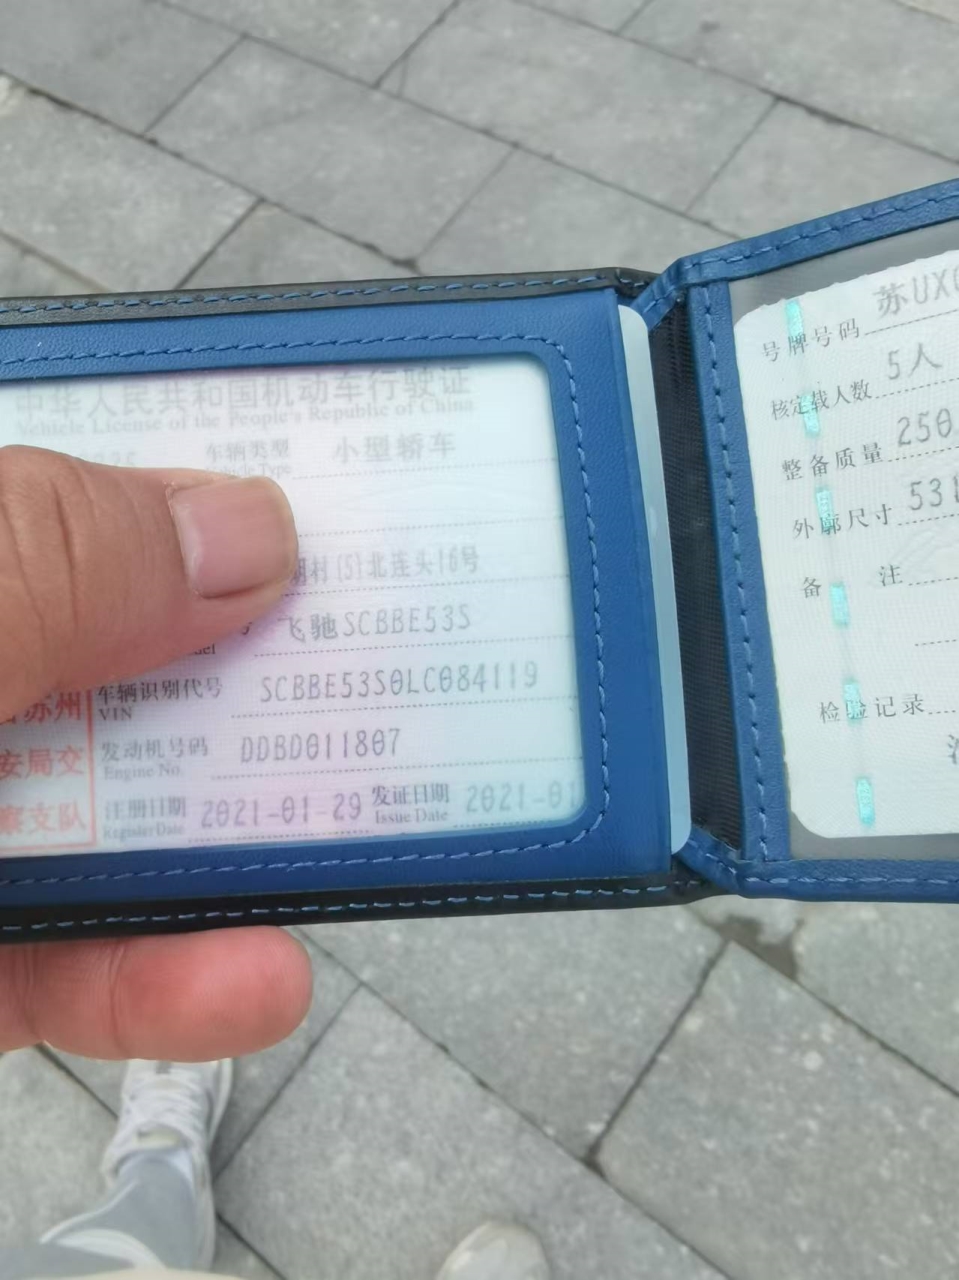 中华人民共和国机动车行驶证
Vehicle License of the People's Republic of China
车辆类型 小型轿车
Vehicle Type
村(5)北连头16号
飞驰SCBBE53S
车辆识别代号 SCBBE53S0LC084119
VIN
发动机号码 DDBD011807
Engine No.
注册日期 2021-01-29 发证日期 2021-01
Register Date Issue Date
苏州
安局交
察支队
号牌号码 苏UX
核定载人数 5人
整备质量 250
外廓尺寸 531
备 注
检验记录